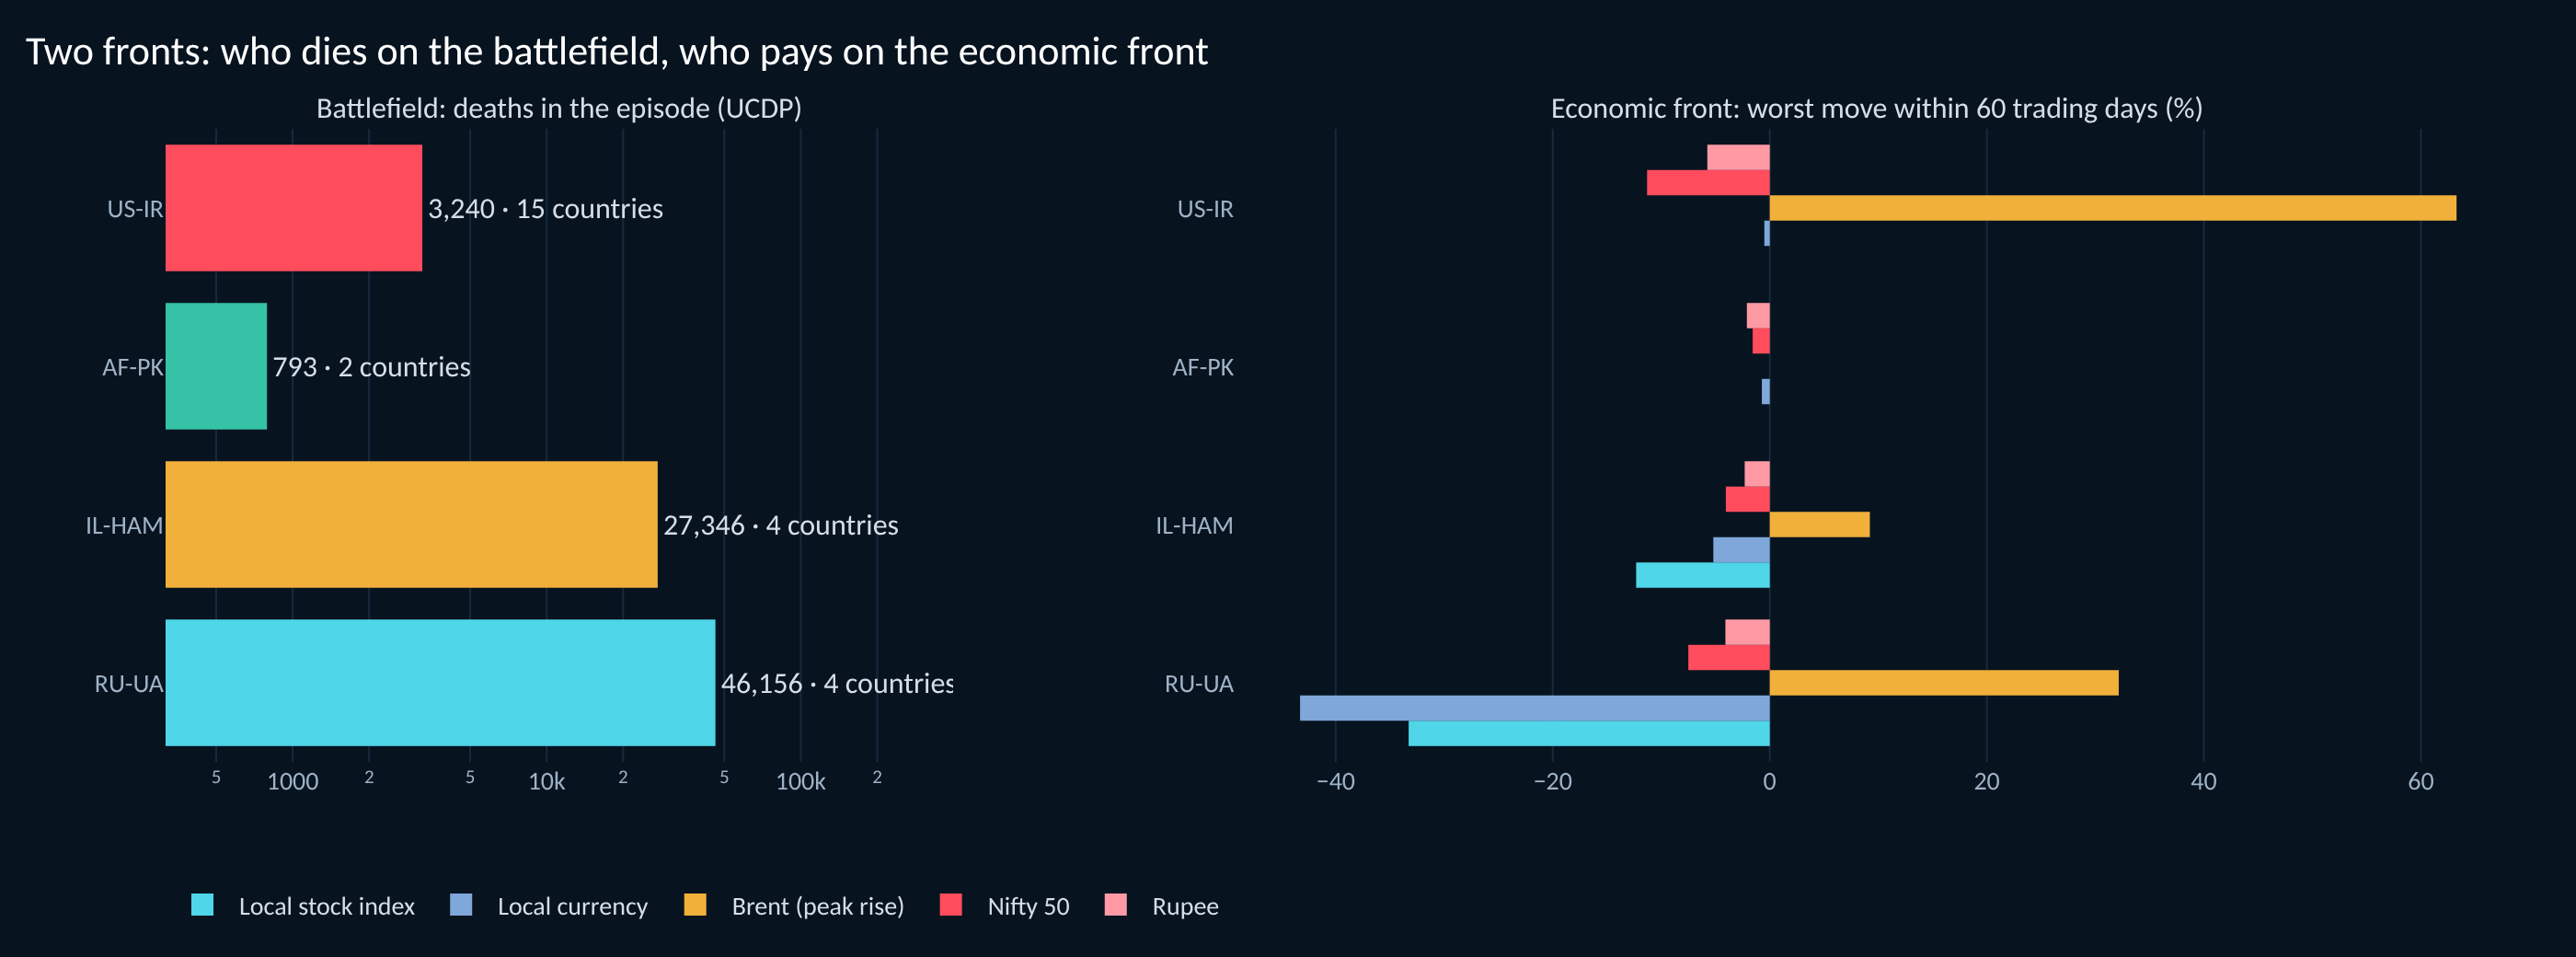 Two fronts: who dies on the battlefield, who pays on the economic front
Battlefield: deaths in the episode (UCDP)
US-IR
3,240 · 15 countries
AF-PK
793 · 2 countries
IL-HAM
27,346 · 4 countries
RU-UA
46,156 · 4 countries
5 1000 2 5 10k 2 5 100k 2
Economic front: worst move within 60 trading days (%)
US-IR
AF-PK
IL-HAM
RU-UA
−40 −20 0 20 40 60
Local stock index Local currency Brent (peak rise) Nifty 50 Rupee